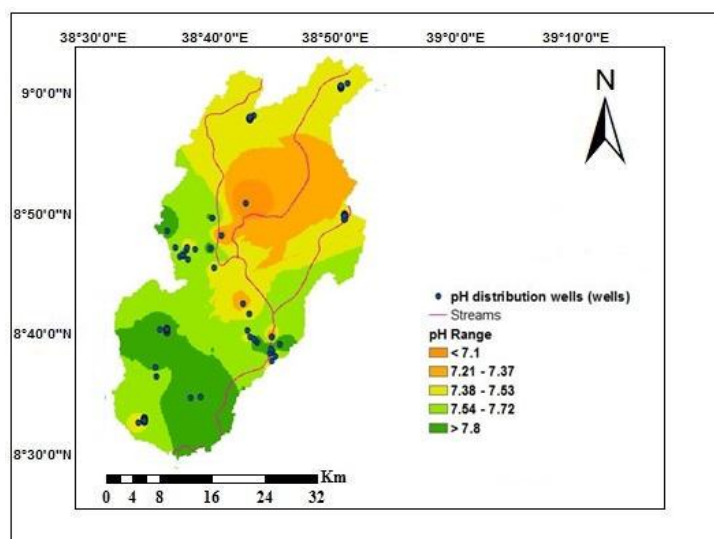 38°30'0"E 38°40'0"E 38°50'0"E 39°0'0"E 39°10'0"E
N
9°0'0"N
8°50'0"N
8°40'0"N
8°30'0"N
pH distribution wells (wells)
Streams
pH Range
< 7.1
7.21 - 7.37
7.38 - 7.53
7.54 - 7.72
> 7.8
Km
0 4 8 16 24 32